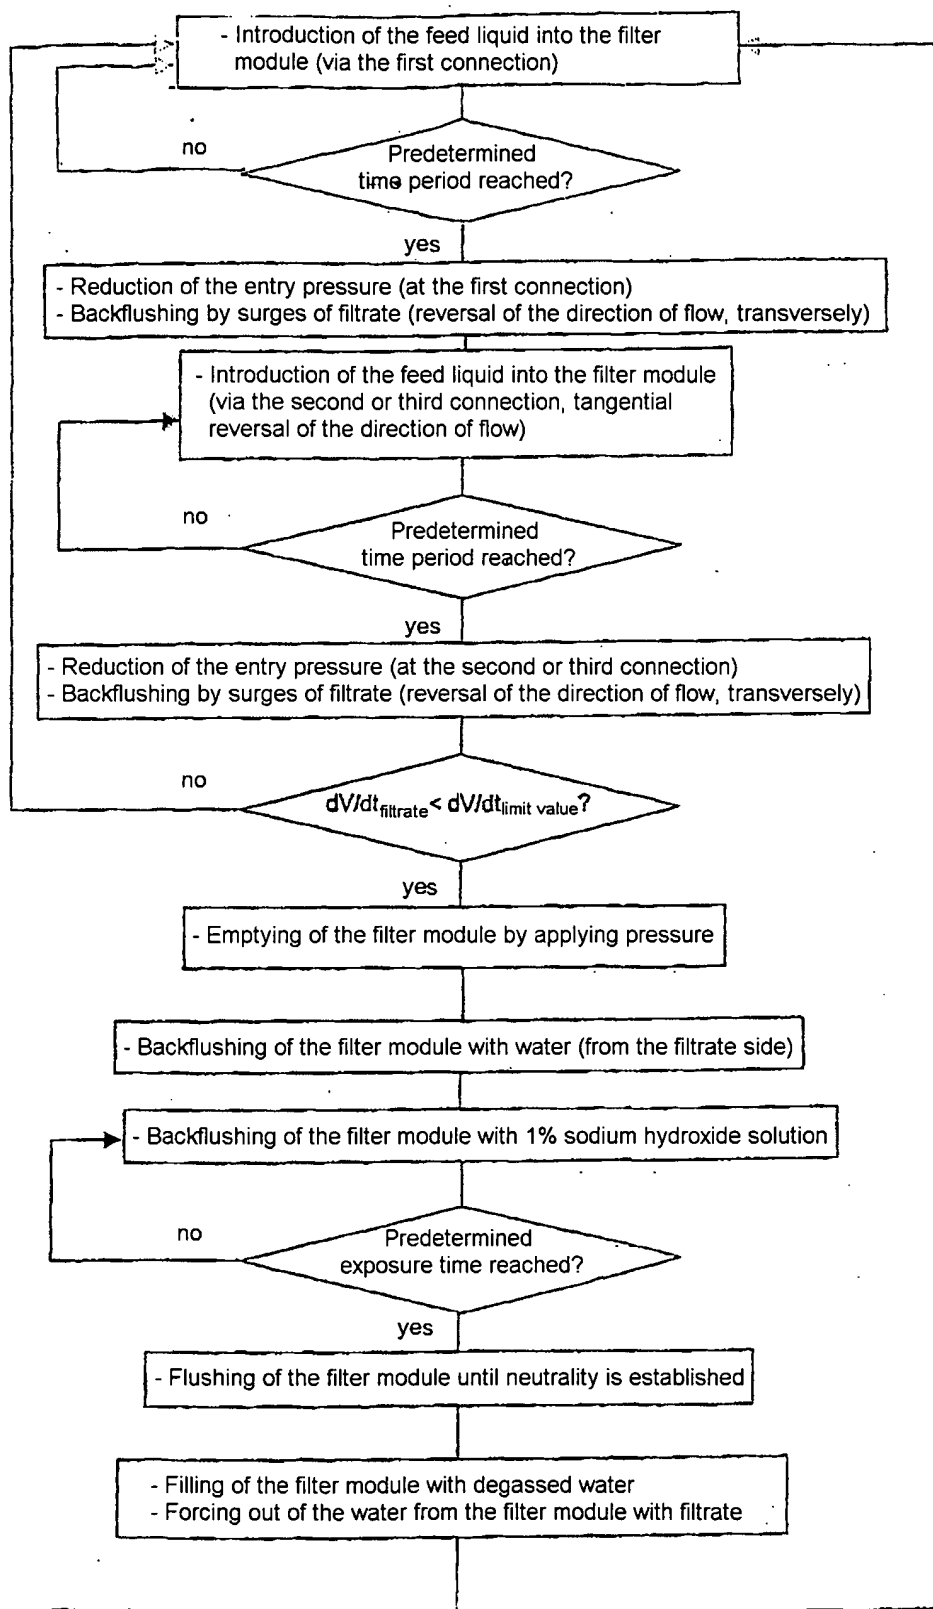 - Introduction of the feed liquid into the filter
module (via the first connection)
no
Predetermined
time period reached?
yes
- Reduction of the entry pressure (at the first connection)
- Backflushing by surges of filtrate (reversal of the direction of flow, transversely)
- Introduction of the feed liquid into the filter module
(via the second or third connection, tangential
reversal of the direction of flow)
no
Predetermined
time period reached?
yes
- Reduction of the entry pressure (at the second or third connection)
- Backflushing by surges of filtrate (reversal of the direction of flow, transversely)
no
dV/dt filtrate < dV/dt limit value?
yes
- Emptying of the filter module by applying pressure
- Backflushing of the filter module with water (from the filtrate side)
- Backflushing of the filter module with 1% sodium hydroxide solution
no
Predetermined
exposure time reached?
yes
- Flushing of the filter module until neutrality is established
- Filling of the filter module with degassed water
- Forcing out of the water from the filter module with filtrate